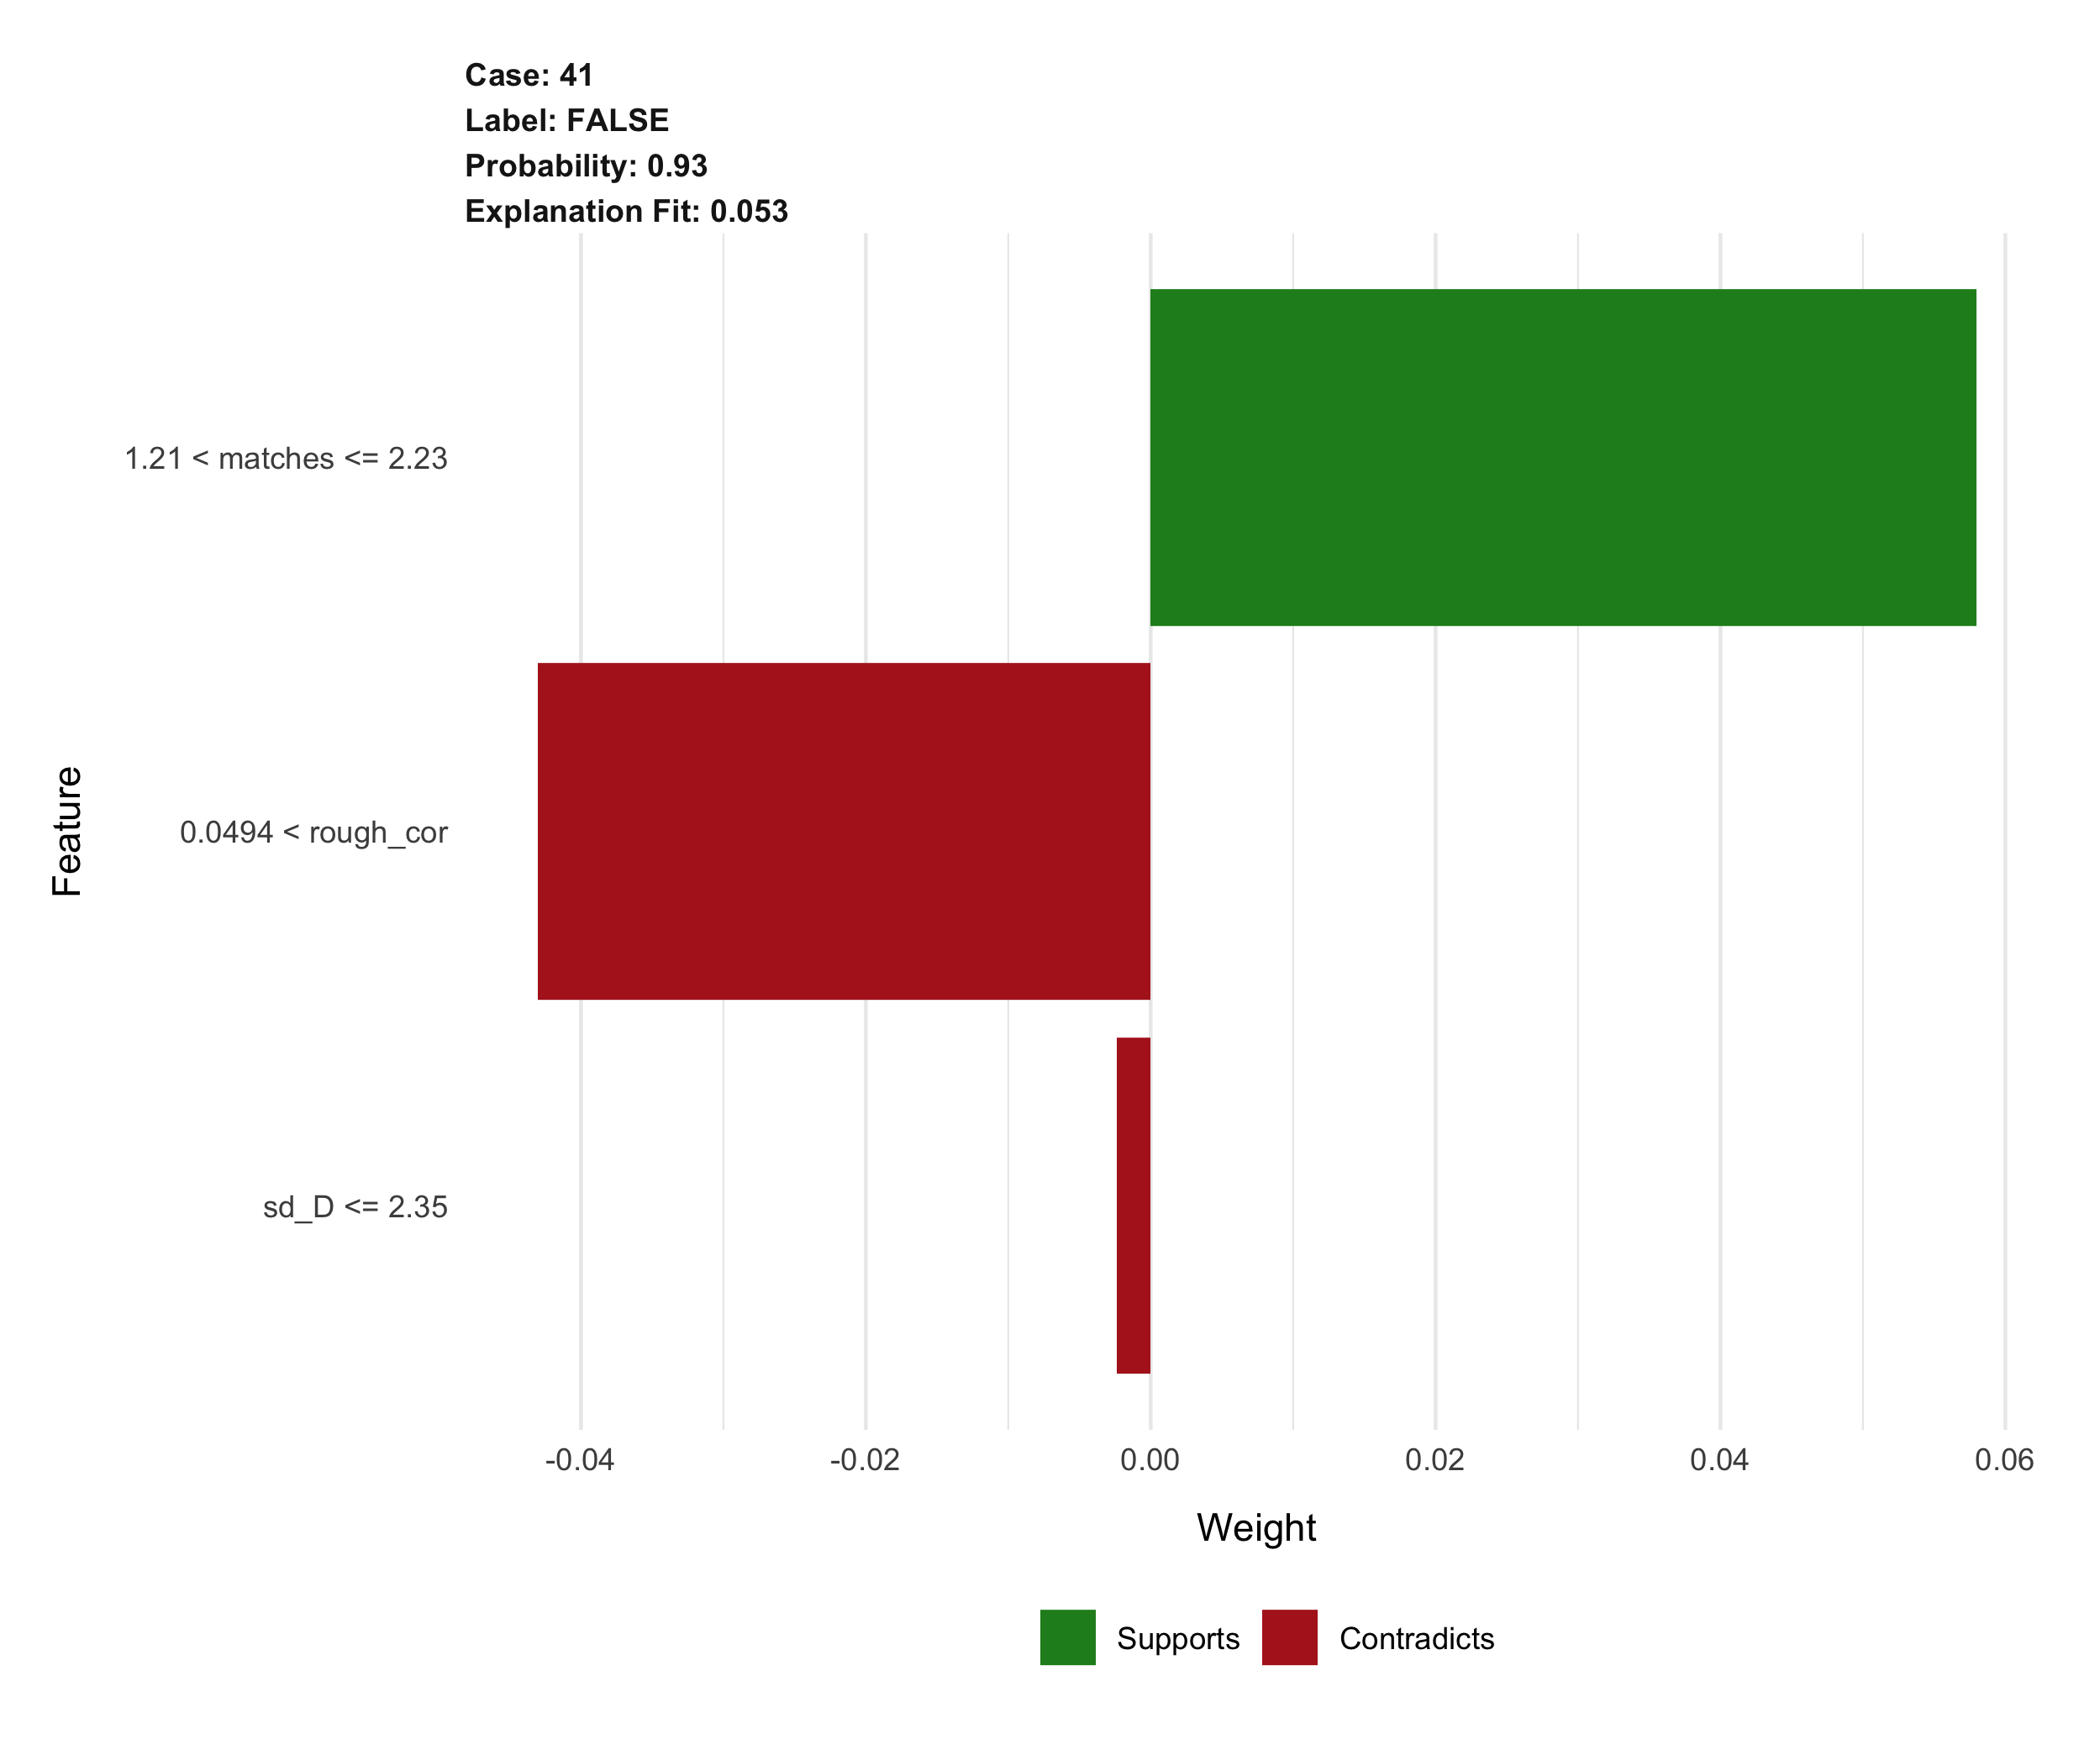 Case: 41
Label: FALSE
Probability: 0.93
Explanation Fit: 0.053
1.21 < matches <= 2.23
0.0494 < rough_cor
sd_D <= 2.35
Feature
-0.04 -0.02 0.00 0.02 0.04 0.06
Weight
Supports Contradicts